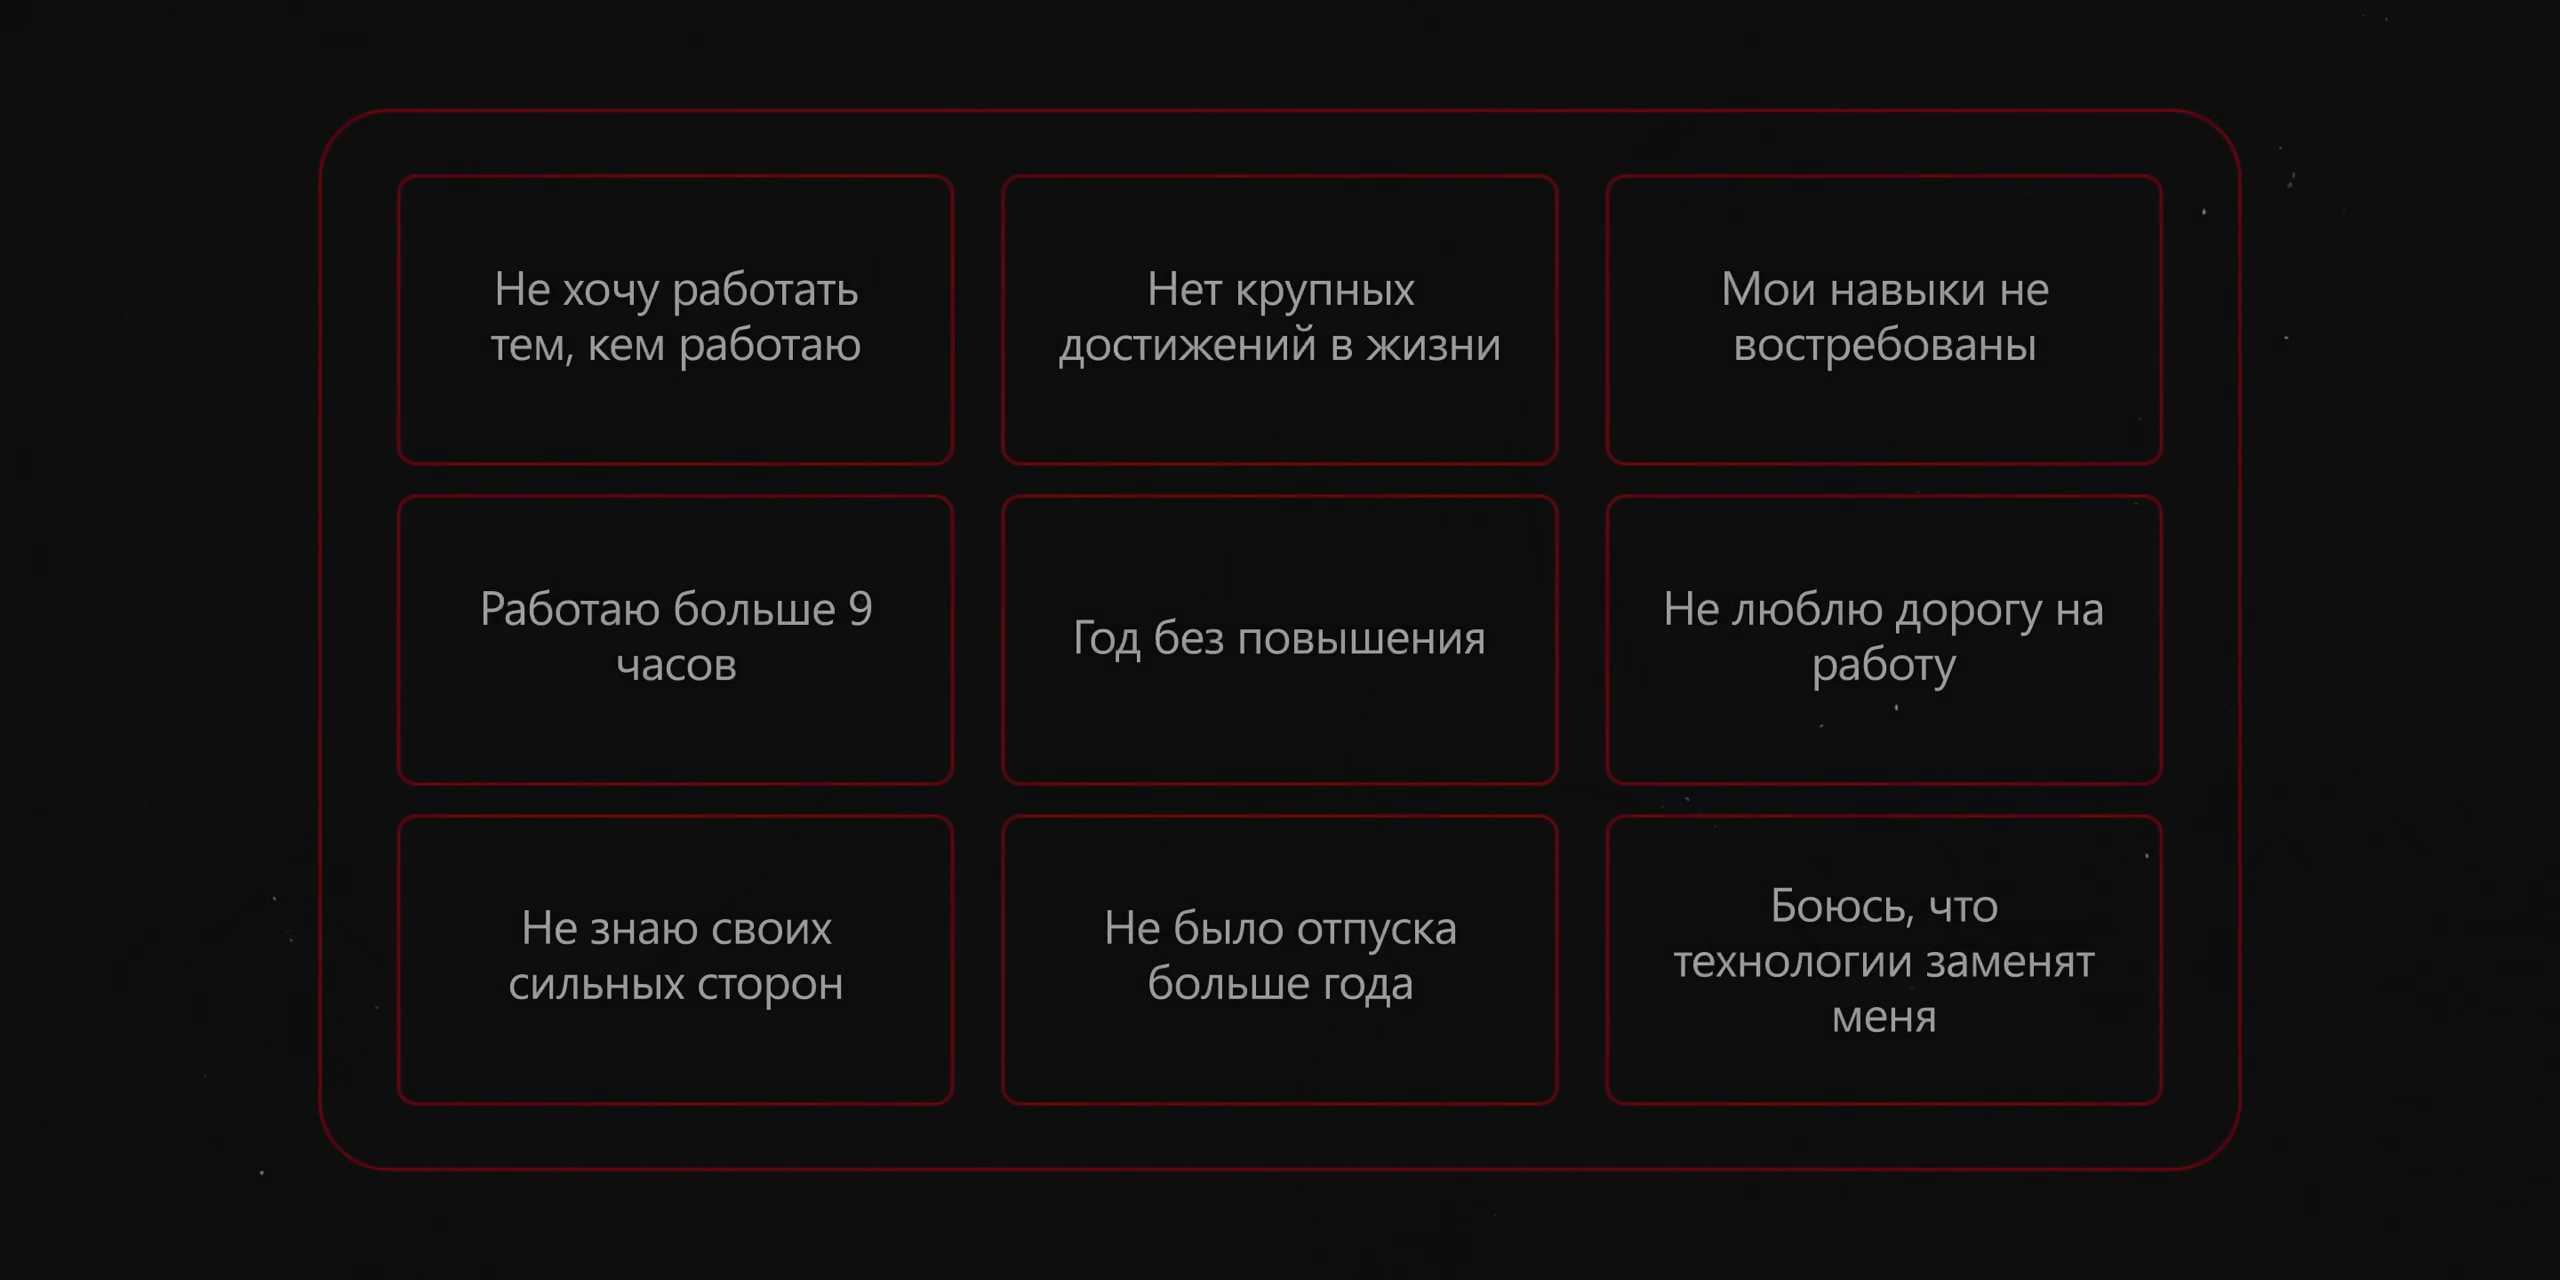 Не хочу работать
тем, кем работаю
Нет крупных
достижений в жизни
Мои навыки не
востребованы
Работаю больше 9
часов
Год без повышения
Не люблю дорогу на
работу
Не знаю своих
сильных сторон
Не было отпуска
больше года
Боюсь, что
технологии заменят
меня